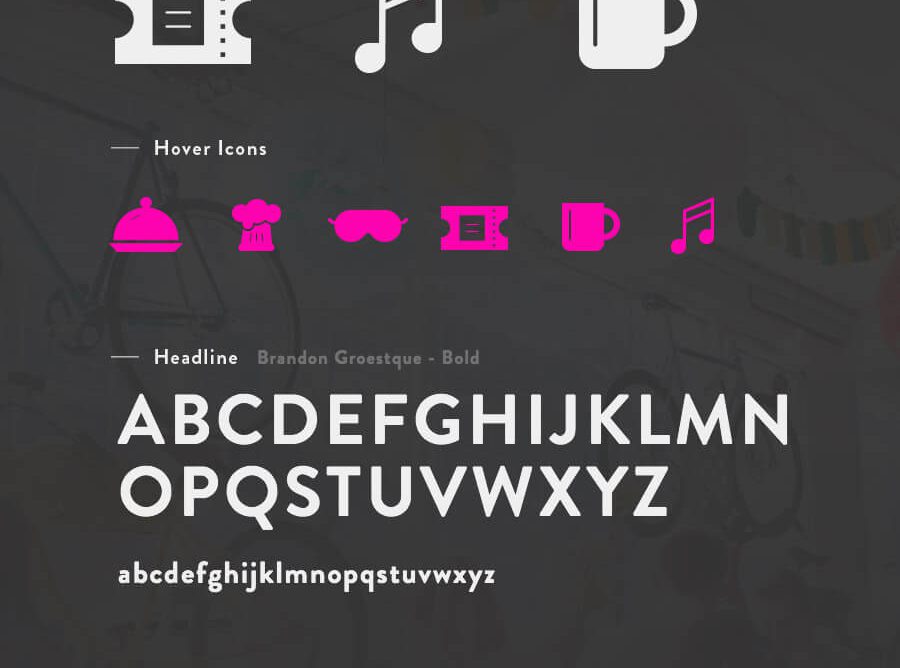 Hover Icons
Headline Brandon Groestque - Bold
ABCDEFGHIJKLMN
OPQSTUVWXYZ
abcdefghijklmnopqstuvwxyz